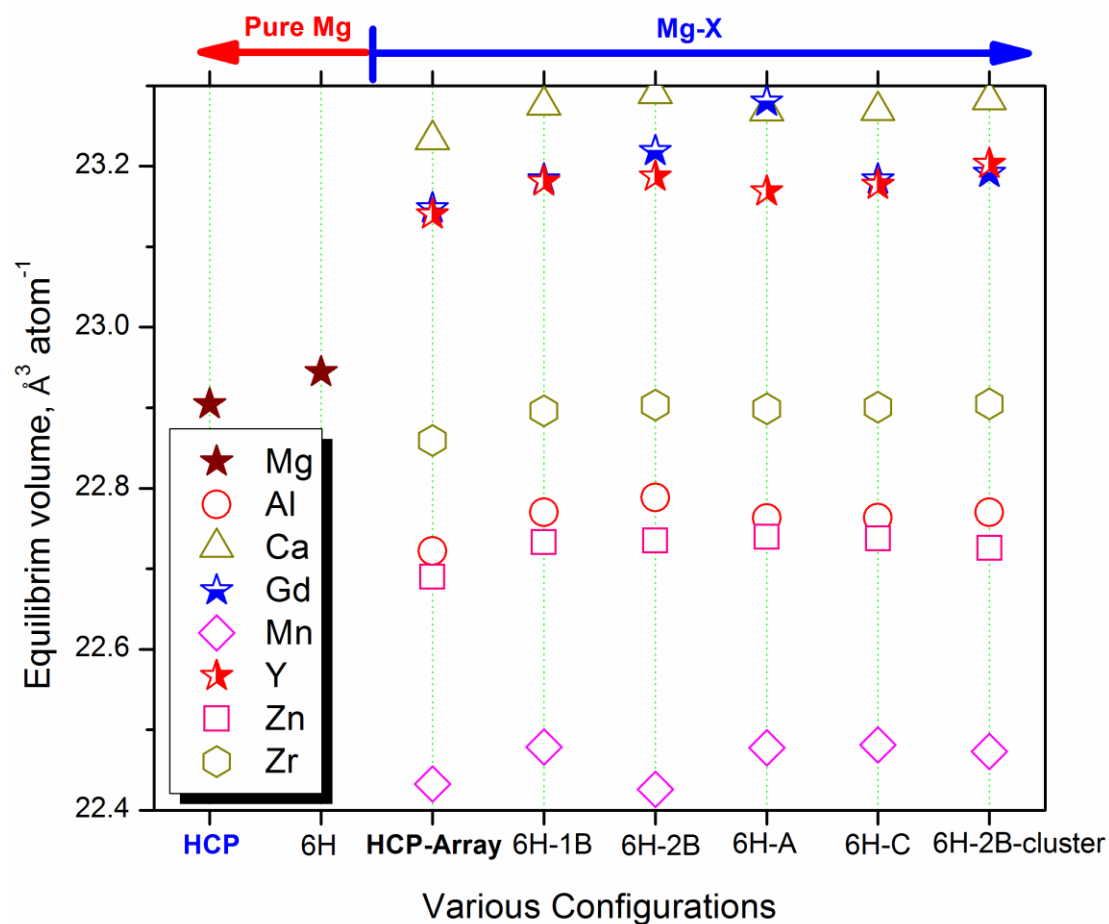 Pure Mg
Mg-X
Equilibrim volume, Å³ atom⁻¹
23.2
23.0
22.8
22.6
22.4
Mg
Al
Ca
Gd
Mn
Y
Zn
Zr
HCP 6H HCP-Array 6H-1B 6H-2B 6H-A 6H-C 6H-2B-cluster
Various Configurations